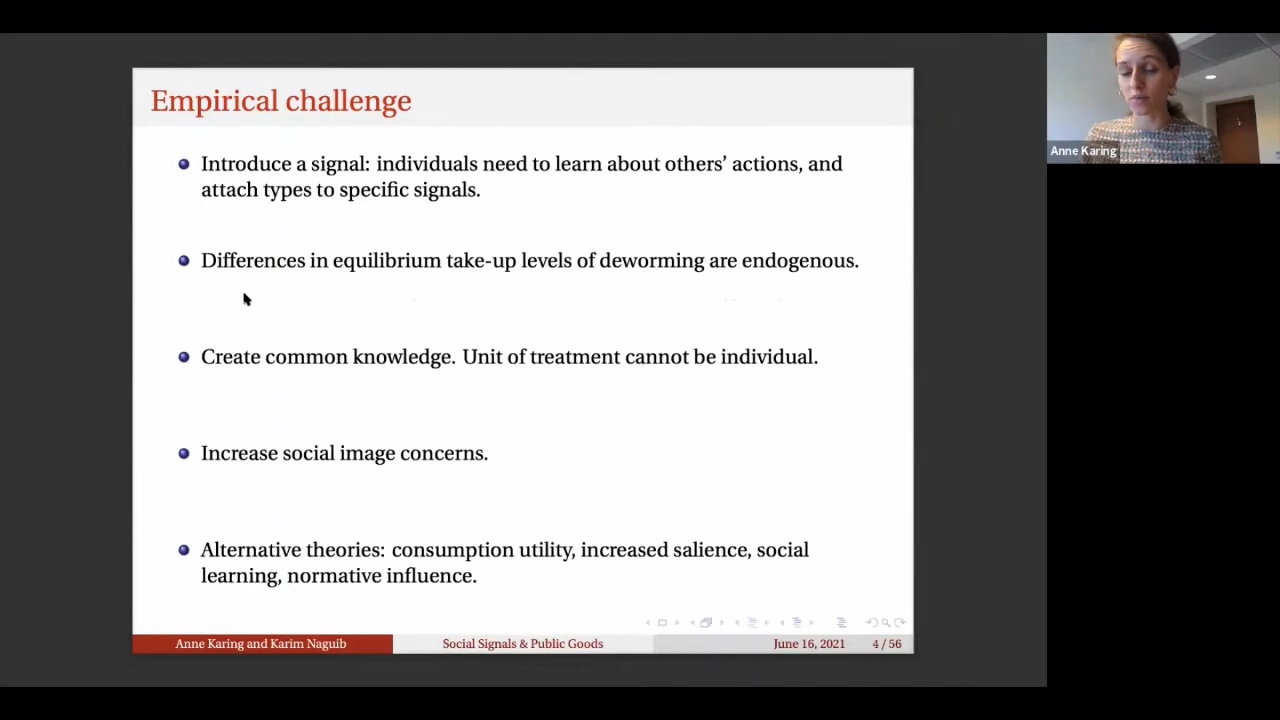 Empirical challenge
Introduce a signal: individuals need to learn about others’ actions, and
attach types to specific signals.
Differences in equilibrium take-up levels of deworming are endogenous.
Create common knowledge. Unit of treatment cannot be individual.
Increase social image concerns.
Alternative theories: consumption utility, increased salience, social
learning, normative influence.
Anne Karing and Karim Naguib
Social Signals & Public Goods
June 16, 2021
4 / 56
Anne Karing